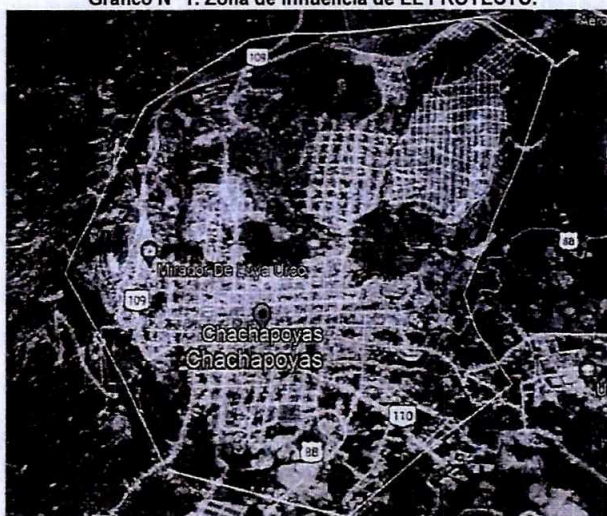 Gráfico N° 1. Zona de Influencia de EL PROYECTO.
Aero
109
88
Mirador De Luya Urco
109
Chachapoyas
Chachapoyas
110
88
U